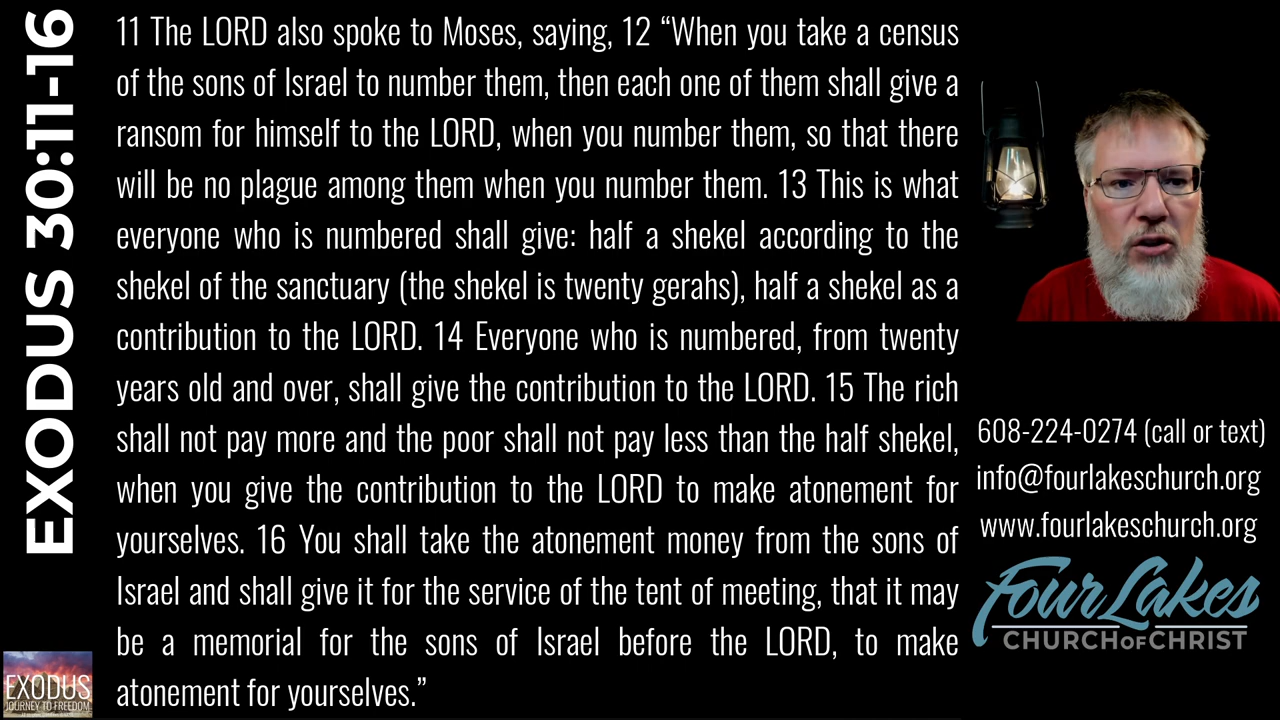 EXODUS 30:11-16
11 The LORD also spoke to Moses, saying, 12 “When you take a census
of the sons of Israel to number them, then each one of them shall give a
ransom for himself to the LORD, when you number them, so that there
will be no plague among them when you number them. 13 This is what
everyone who is numbered shall give: half a shekel according to the
shekel of the sanctuary (the shekel is twenty gerahs), half a shekel as a
contribution to the LORD. 14 Everyone who is numbered, from twenty
years old and over, shall give the contribution to the LORD. 15 The rich
shall not pay more and the poor shall not pay less than the half shekel,
when you give the contribution to the LORD to make atonement for
yourselves. 16 You shall take the atonement money from the sons of
Israel and shall give it for the service of the tent of meeting, that it may
be a memorial for the sons of Israel before the LORD, to make
atonement for yourselves.”
608-224-0274 (call or text)
info@fourlakeschurch.org
www.fourlakeschurch.org
Four Lakes
CHURCH OF CHRIST
EXODUS
JOURNEY TO FREEDOM